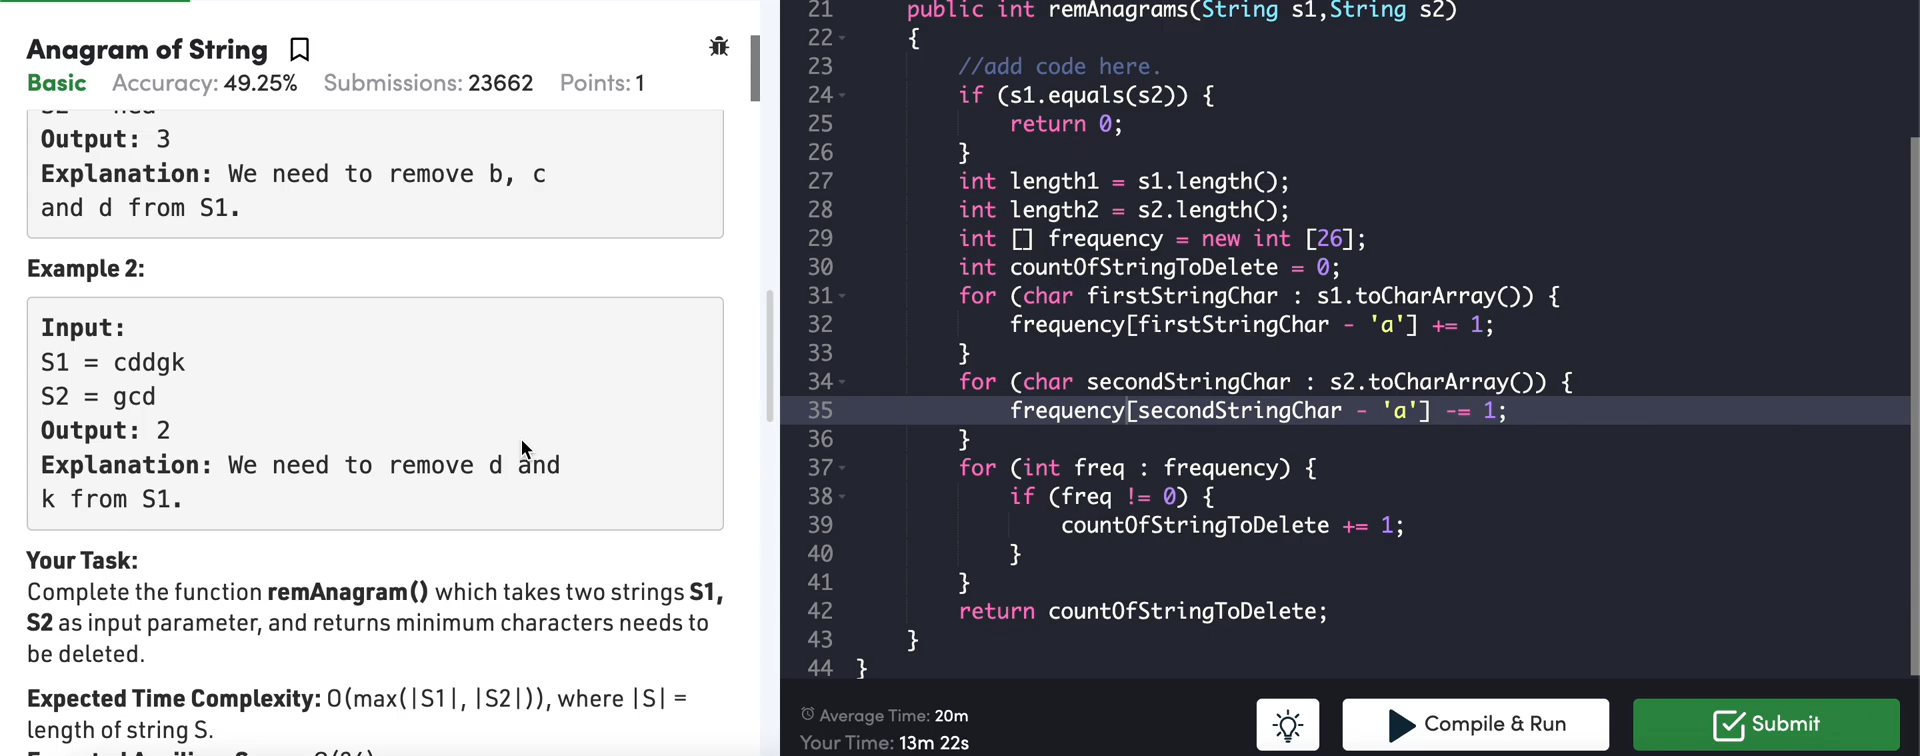 Anagram of String
Basic Accuracy: 49.25% Submissions: 23662 Points: 1
Output: 3
Explanation: We need to remove b, c
and d from S1.
Example 2:
Input:
S1 = cddgk
S2 = gcd
Output: 2
Explanation: We need to remove d and
k from S1.
Your Task:
Complete the function remAnagram() which takes two strings S1,
S2 as input parameter, and returns minimum characters needs to
be deleted.
Expected Time Complexity: O(max(|S1|, |S2|)), where |S| =
length of string S.
21 public int remAnagrams(String s1,String s2)
22 {
23 //add code here.
24 if (s1.equals(s2)) {
25 return 0;
26 }
27 int length1 = s1.length();
28 int length2 = s2.length();
29 int [] frequency = new int [26];
30 int countOfStringToDelete = 0;
31 for (char firstStringChar : s1.toCharArray()) {
32 frequency[firstStringChar - 'a'] += 1;
33 }
34 for (char secondStringChar : s2.toCharArray()) {
35 frequency[secondStringChar - 'a'] -= 1;
36 }
37 for (int freq : frequency) {
38 if (freq != 0) {
39 countOfStringToDelete += 1;
40 }
41 }
42 return countOfStringToDelete;
43 }
44 }
Average Time: 20m
Your Time: 13m 22s
Compile & Run
Submit